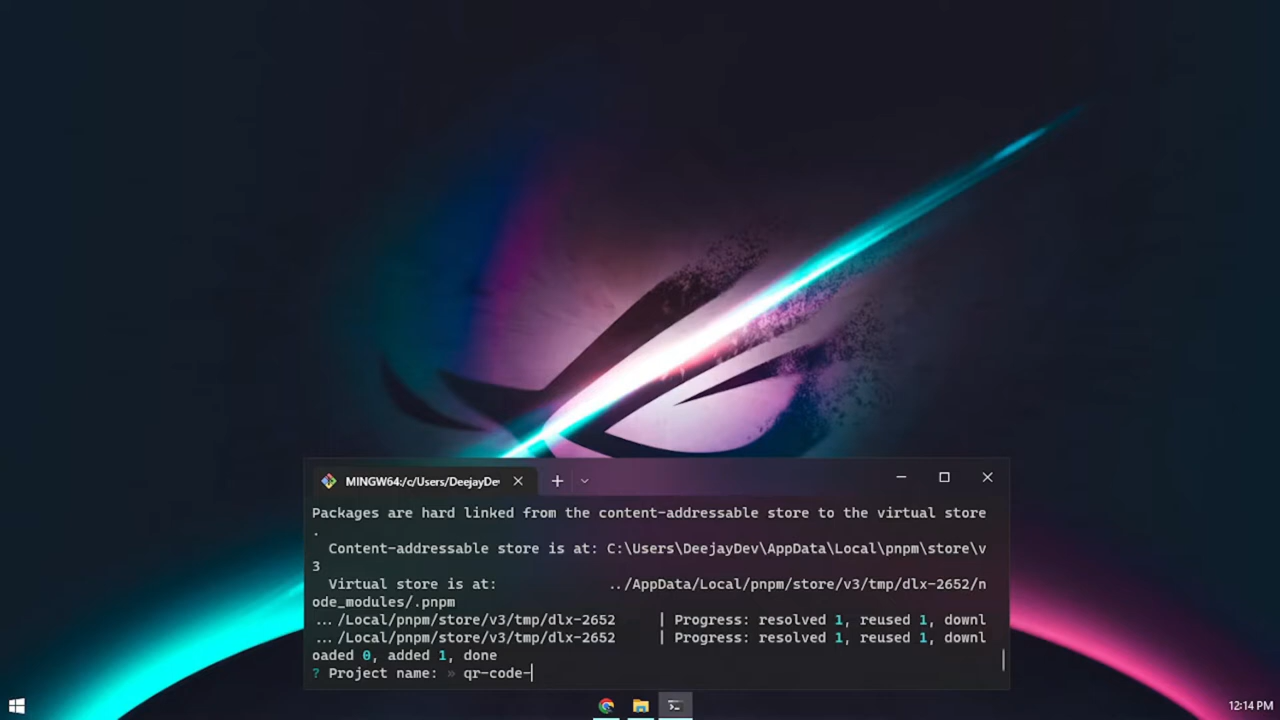 MINGW64:/c/Users/DeejayDev
Packages are hard linked from the content-addressable store to the virtual store
.
Content-addressable store is at: C:\Users\DeejayDev\AppData\Local\pnpm\store\v
3
Virtual store is at: ../AppData/Local/pnpm/store/v3/tmp/dlx-2652/n
ode_modules/.pnpm
.../Local/pnpm/store/v3/tmp/dlx-2652 | Progress: resolved 1, reused 1, downl
.../Local/pnpm/store/v3/tmp/dlx-2652 | Progress: resolved 1, reused 1, downl
oaded 0, added 1, done
? Project name: » qr-code-
12:14 PM